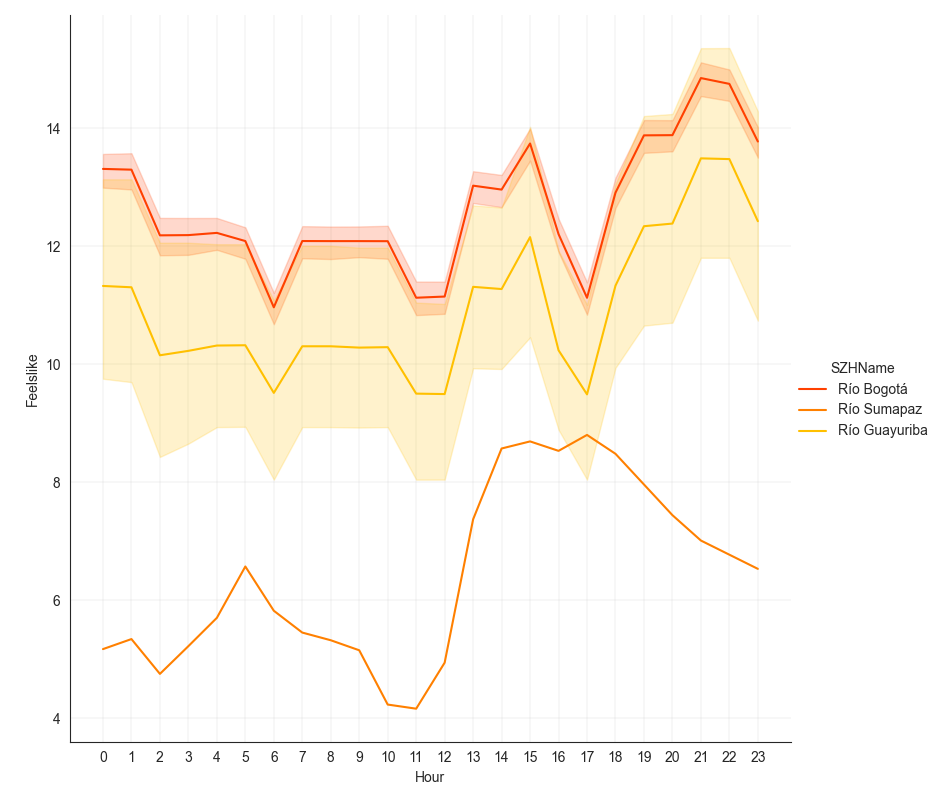 14
12
10
8
6
4
Feelslike
0 1 2 3 4 5 6 7 8 9 10 11 12 13 14 15 16 17 18 19 20 21 22 23
Hour
SZHName
Río Bogotá
Río Sumapaz
Río Guayuriba